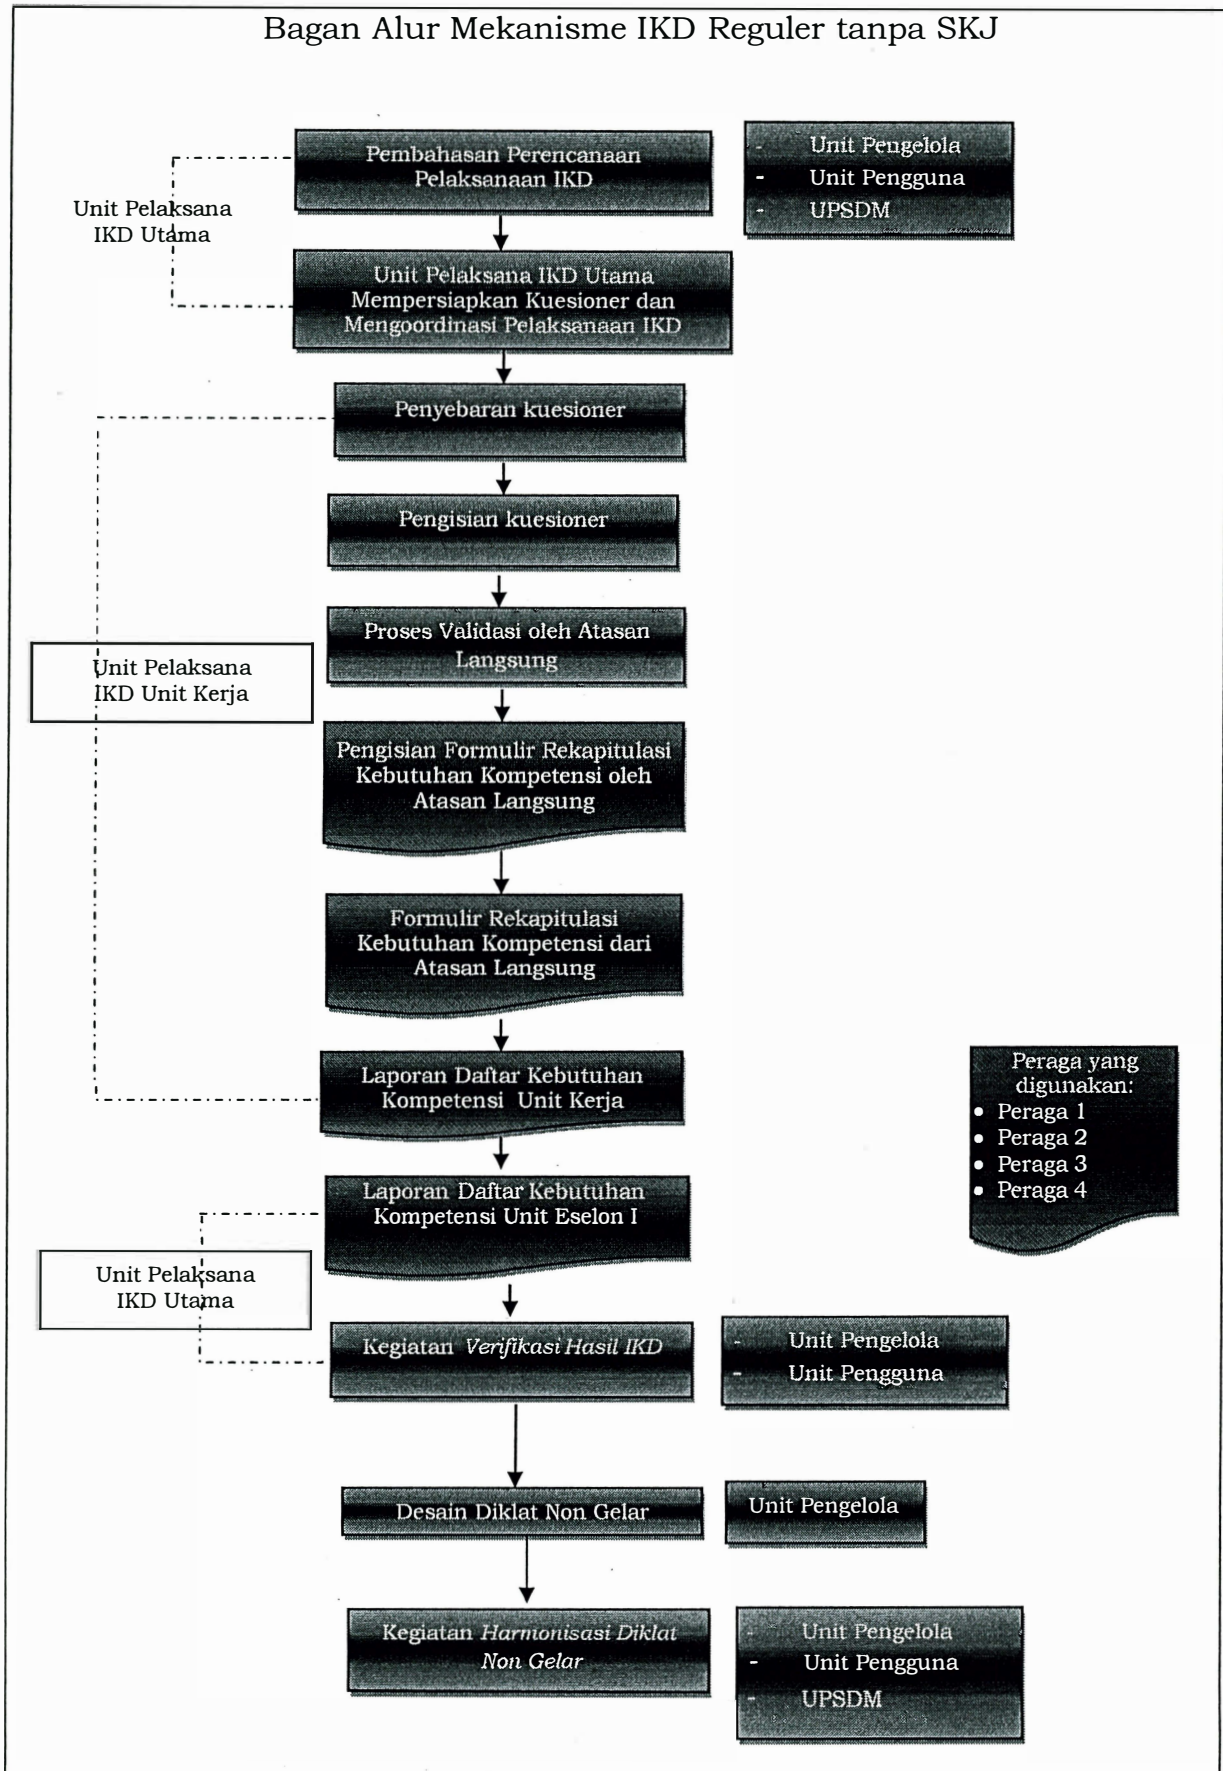 Bagan Alur Mekanisme IKD Reguler tanpa SKJ
Pembahasan Perencanaan
Pelaksanaan IKD
- Unit Pengelola
- Unit Pengguna
- UPSDM
Unit Pelaksana
IKD Utama
Unit Pelaksana IKD Utama
Mempersiapkan Kuesioner dan
Mengoordinasi Pelaksanaan IKD
Penyebaran kuesioner
Pengisian kuesioner
Proses Validasi oleh Atasan
Langsung
Unit Pelaksana
IKD Unit Kerja
Pengisian Formulir Rekapitulasi
Kebutuhan Kompetensi oleh
Atasan Langsung
Formulir Rekapitulasi
Kebutuhan Kompetensi dari
Atasan Langsung
Laporan Daftar Kebutuhan
Kompetensi Unit Kerja
Peraga yang
digunakan:
• Peraga 1
• Peraga 2
• Peraga 3
• Peraga 4
Laporan Daftar Kebutuhan
Kompetensi Unit Eselon I
Unit Pelaksana
IKD Utama
Kegiatan Verifikasi Hasil IKD
- Unit Pengelola
- Unit Pengguna
Desain Diklat Non Gelar
Unit Pengelola
Kegiatan Harmonisasi Diklat
Non Gelar
- Unit Pengelola
- Unit Pengguna
- UPSDM